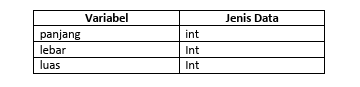 Variabel Jenis Data
panjang int
lebar Int
luas Int